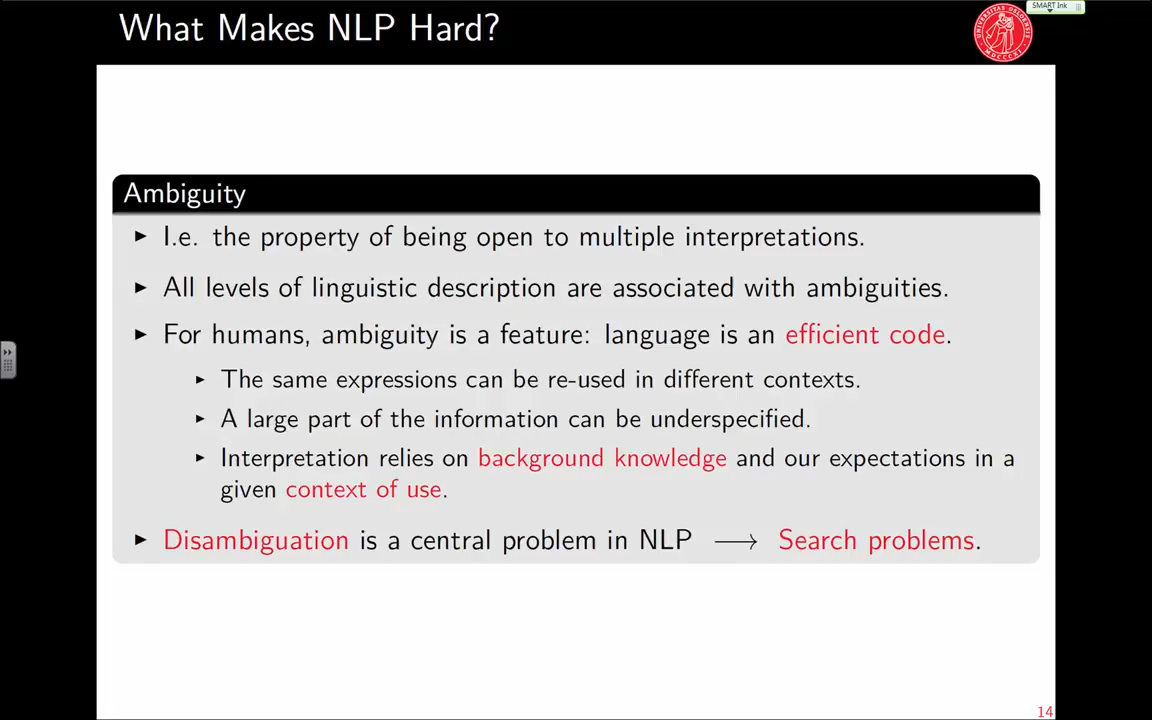 What Makes NLP Hard?
SMART Ink
UNIVERSITAS OSLOENSIS
MDCCCXI
Ambiguity
► I.e. the property of being open to multiple interpretations.
► All levels of linguistic description are associated with ambiguities.
► For humans, ambiguity is a feature: language is an efficient code.
► The same expressions can be re-used in different contexts.
► A large part of the information can be underspecified.
► Interpretation relies on background knowledge and our expectations in a
given context of use.
► Disambiguation is a central problem in NLP ⟶ Search problems.
14